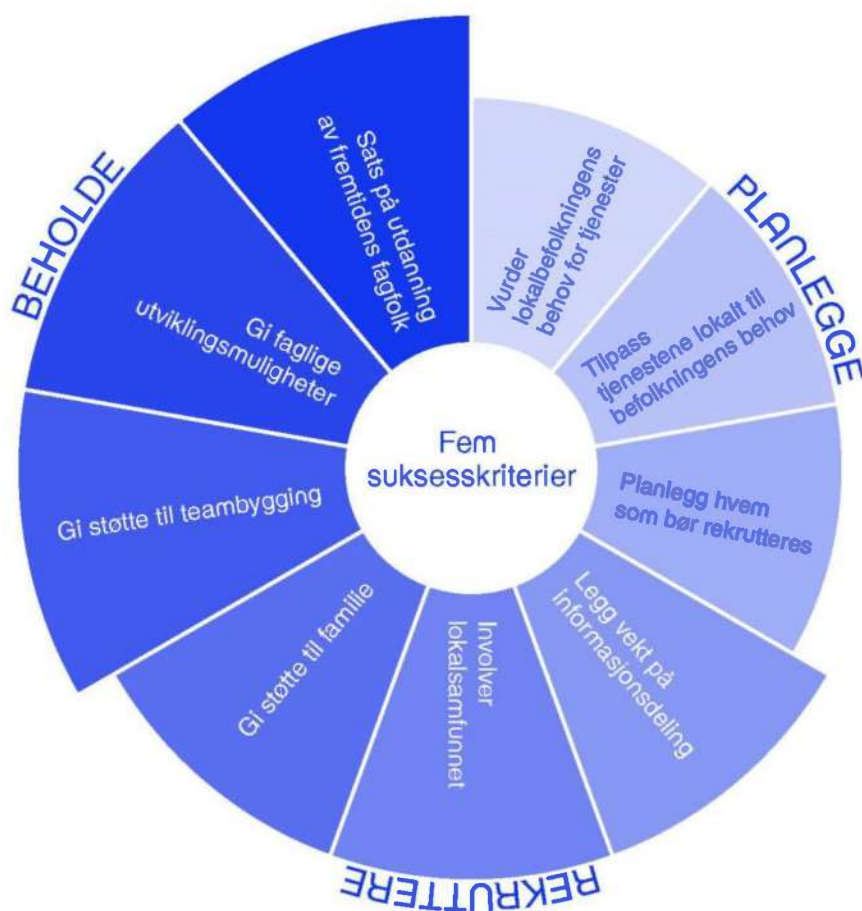 Fem
suksesskriterier
PLANLEGGE
Vurder
lokalbefolkningens
behov for tjenester
Tilpass
tjenestene lokalt til
befolkningens behov
Planlegg hvem
som bør rekrutteres
REKRUTTERE
Legg vekt på
informasjonsdeling
Involver
lokalsamfunnet
Gi støtte til familie
BEHOLDE
Gi støtte til teambygging
Gi faglige
utviklingsmuligheter
Sats på utdanning
av fremtidens fagfolk